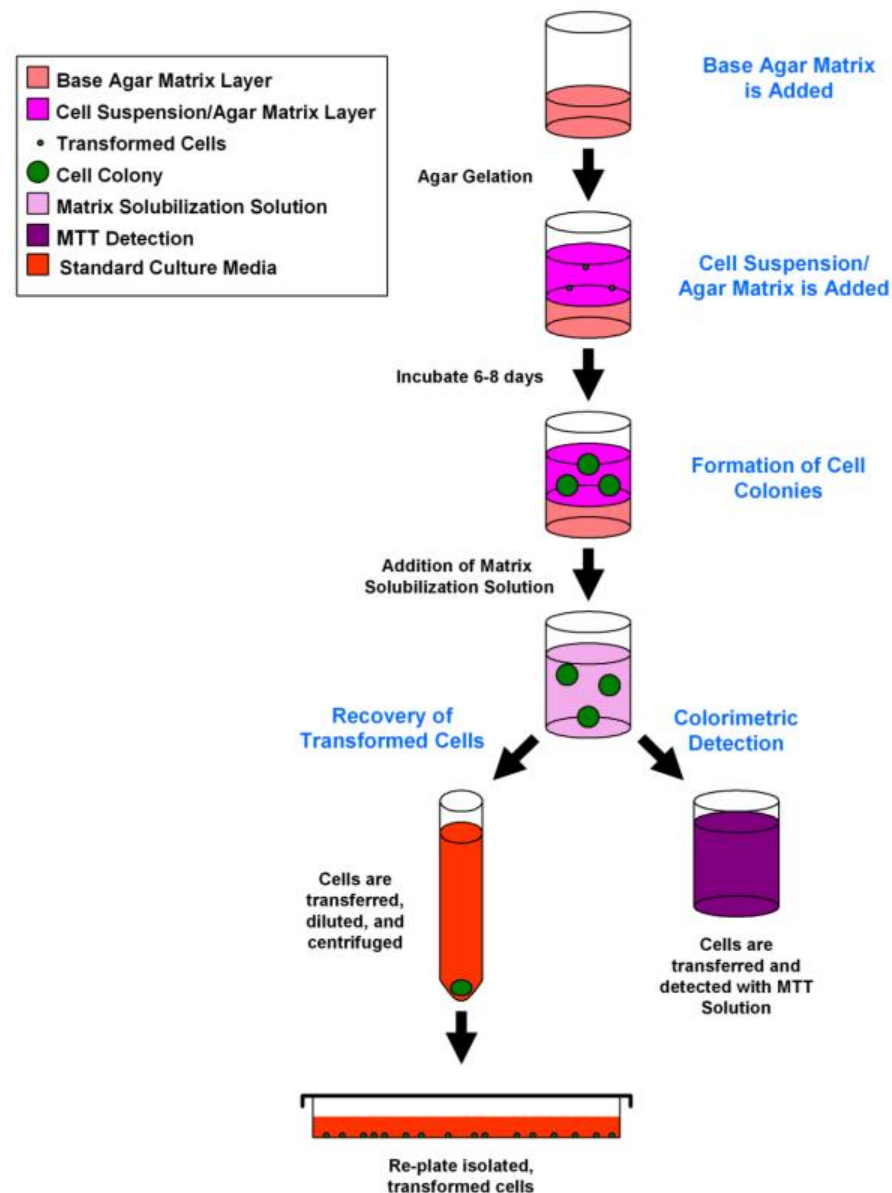 Base Agar Matrix Layer
Cell Suspension/Agar Matrix Layer
Transformed Cells
Cell Colony
Matrix Solubilization Solution
MTT Detection
Standard Culture Media
Base Agar Matrix
is Added
Agar Gelation
Cell Suspension/
Agar Matrix is Added
Incubate 6-8 days
Formation of Cell
Colonies
Addition of Matrix
Solubilization Solution
Recovery of
Transformed Cells
Colorimetric
Detection
Cells are
transferred,
diluted, and
centrifuged
Cells are
transferred and
detected with MTT
Solution
Re-plate isolated,
transformed cells